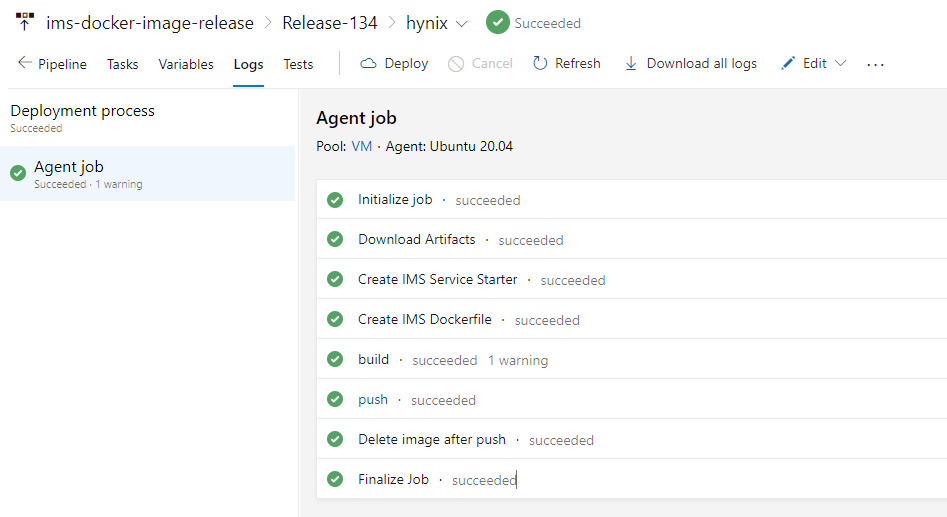 ims-docker-image-release > Release-134 > hynix Succeeded
Pipeline Tasks Variables Logs Tests Deploy Cancel Refresh Download all logs Edit ...
Deployment process
Succeeded
Agent job
Succeeded · 1 warning
Agent job
Pool: VM · Agent: Ubuntu 20.04
Initialize job · succeeded
Download Artifacts · succeeded
Create IMS Service Starter · succeeded
Create IMS Dockerfile · succeeded
build · succeeded 1 warning
push · succeeded
Delete image after push · succeeded
Finalize Job · succeeded